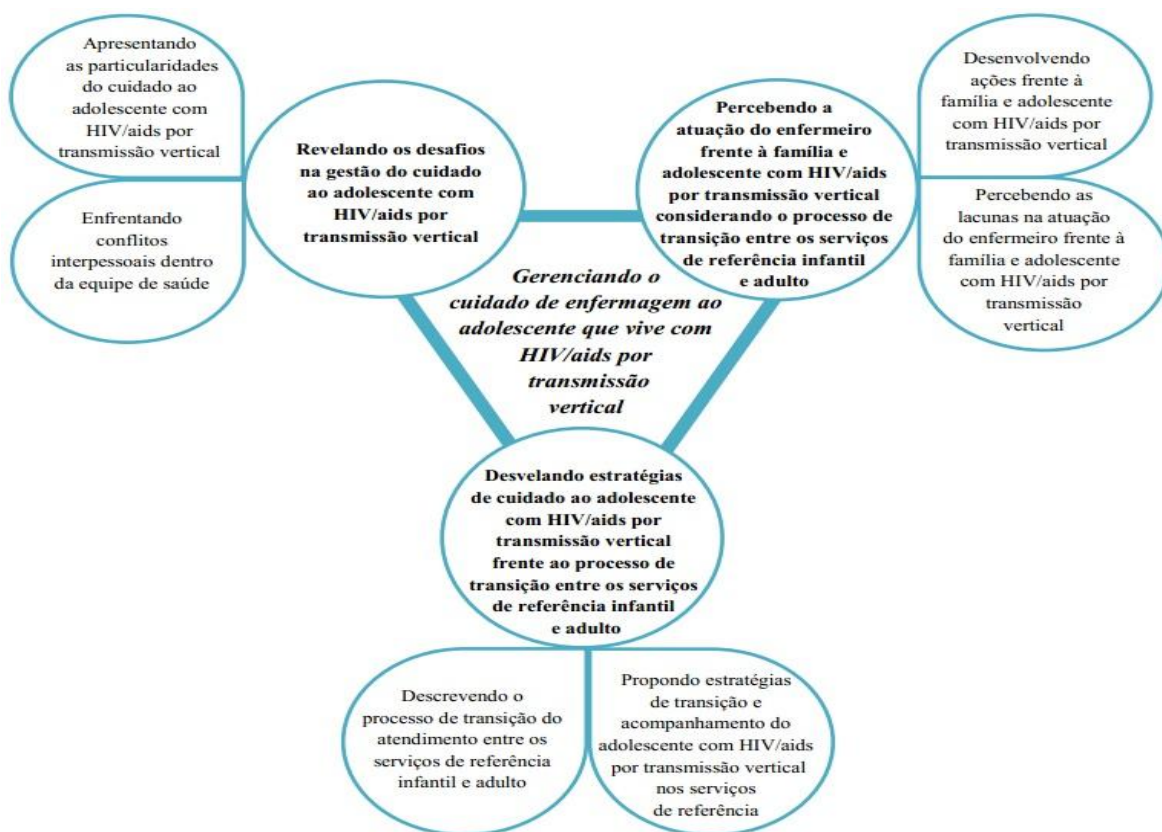 Apresentando
as particularidades
do cuidado ao
adolescente com
HIV/aids por
transmissão vertical
Enfrentando
conflitos
interpessoais dentro
da equipe de saúde
Revelando os desafios
na gestão do cuidado
ao adolescente com
HIV/aids por
transmissão vertical
Percebendo a
atuação do enfermeiro
frente à família e
adolescente com HIV/aids
por transmissão vertical
considerando o processo de
transição entre os serviços
de referência infantil
e adulto
Desenvolvendo
ações frente à
família e adolescente
com HIV/aids por
transmissão vertical
Percebendo as
lacunas na atuação
do enfermeiro frente à
família e adolescente
com HIV/aids por
transmissão
vertical
Gerenciando o
cuidado de enfermagem ao
adolescente que vive com
HIV/aids por
transmissão
vertical
Desvelando estratégias
de cuidado ao adolescente
com HIV/aids por
transmissão vertical
frente ao processo de
transição entre os serviços
de referência infantil
e adulto
Descrevendo o
processo de transição do
atendimento entre os
serviços de referência
infantil e adulto
Propondo estratégias
de transição e
acompanhamento do
adolescente com HIV/aids
por transmissão vertical
nos serviços
de referência